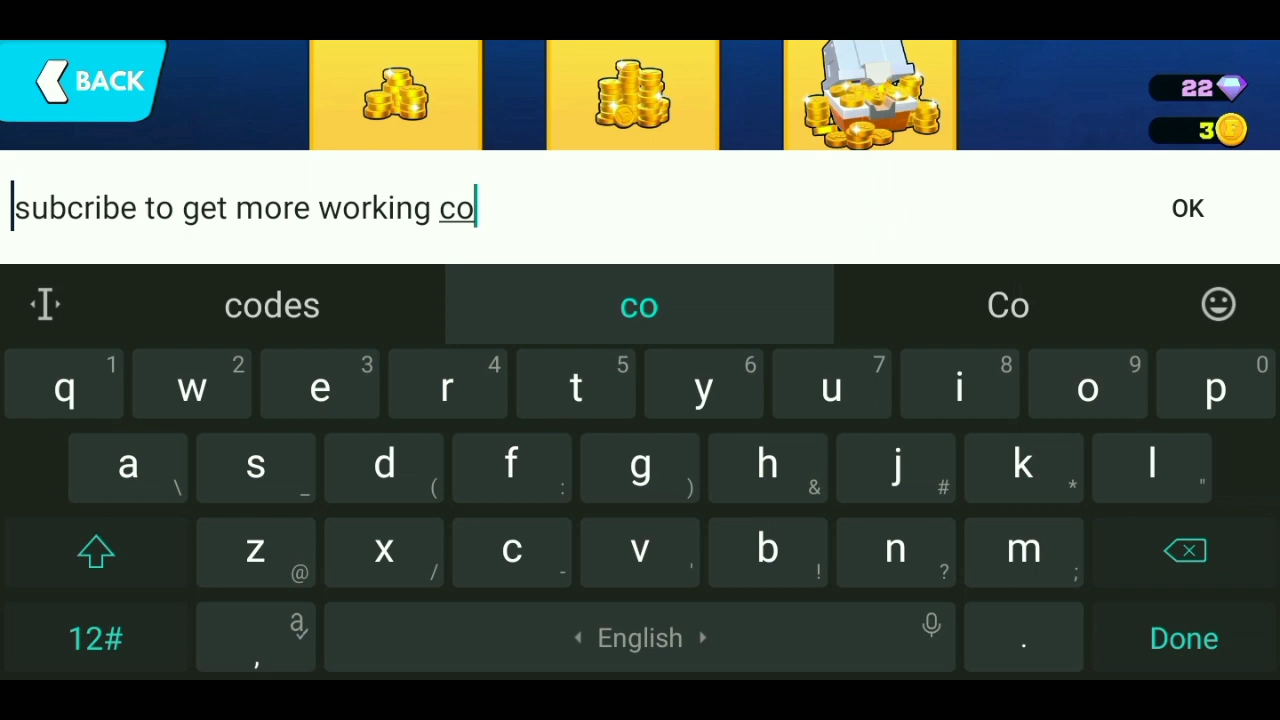 BACK
22
3
subcribe to get more working co
OK
codes
co
Co
q 1 w 2 e 3 r 4 t 5 y 6 u 7 i 8 o 9 p 0
a \ s _ d ( f : g ) h & j # k * l "
z @ x / c - v ' b ! n ? m ;
12# , a English . Done